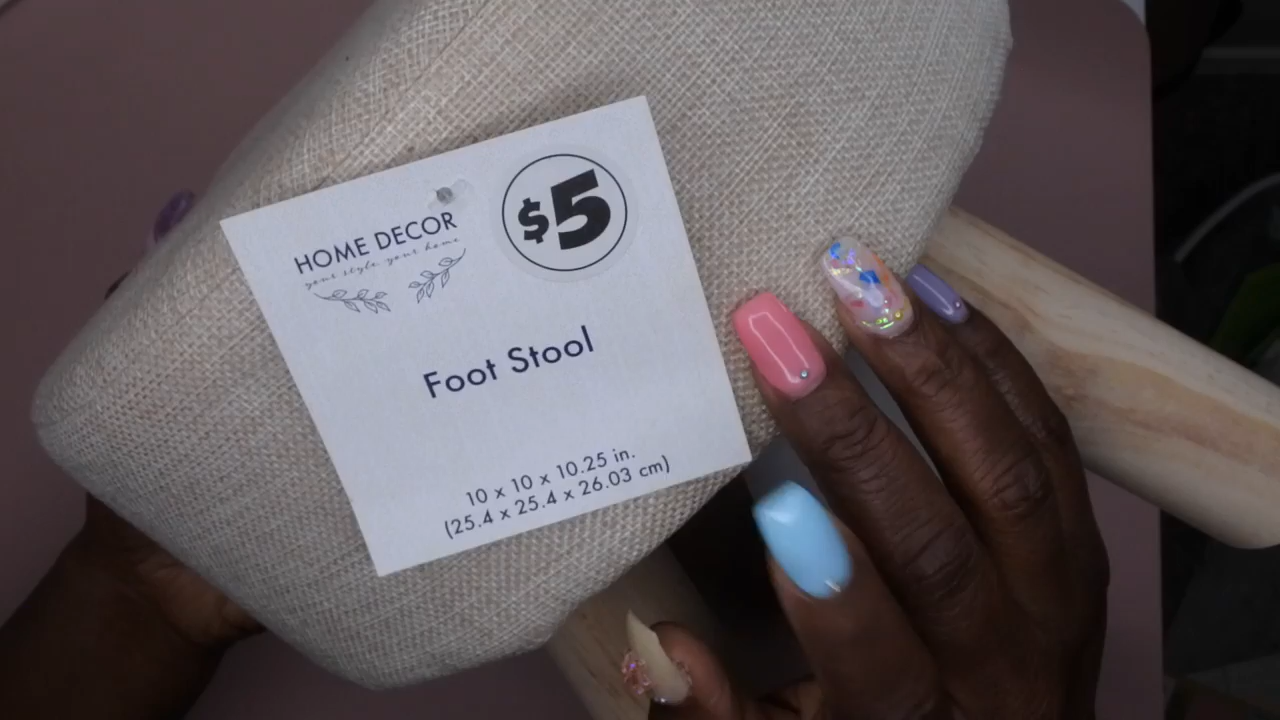 HOME DECOR
your style, your home
$5
Foot Stool
10 x 10 x 10.25 in.
(25.4 x 25.4 x 26.03 cm)